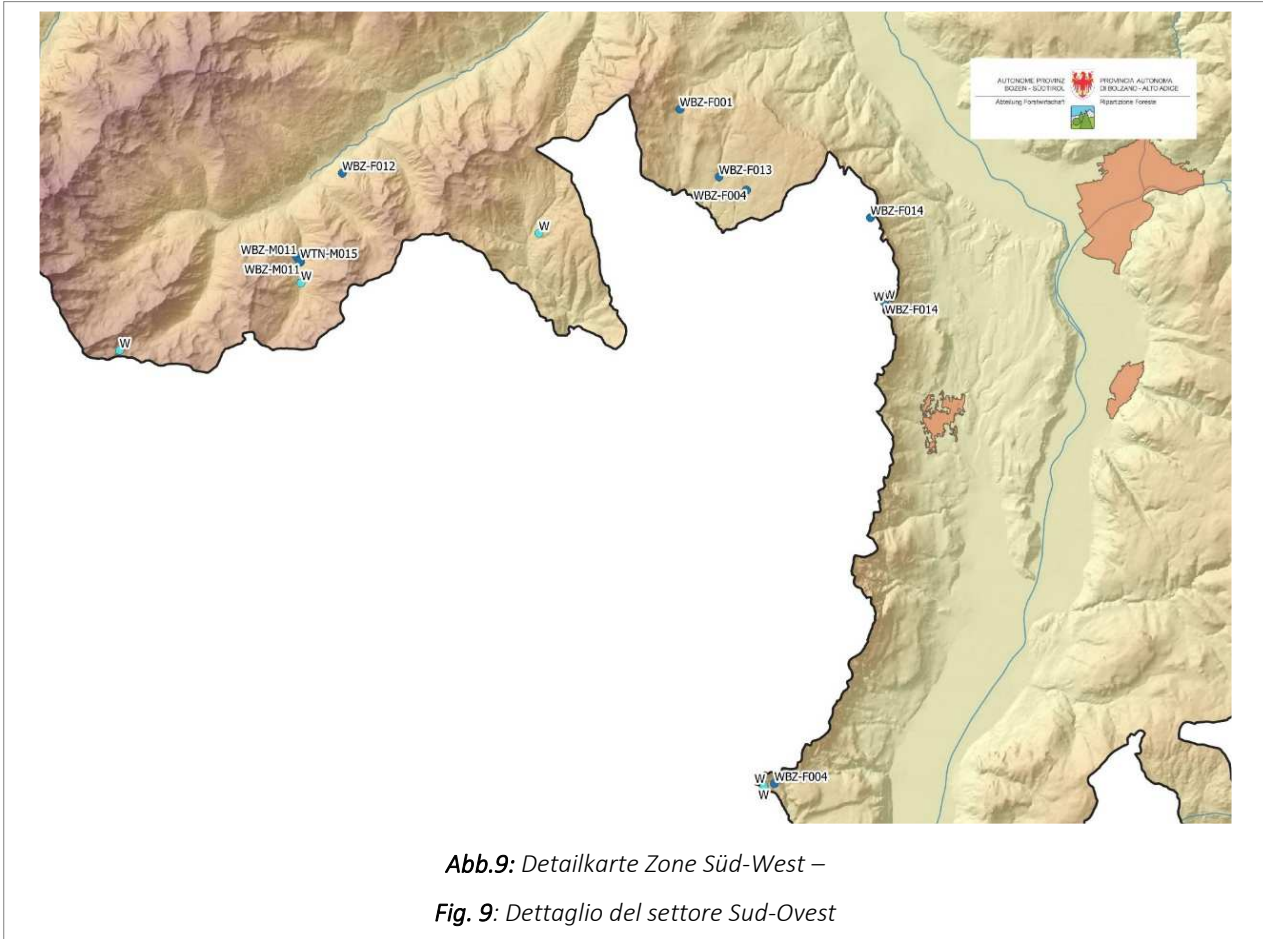 AUTONOME PROVINZ
BOZEN - SÜDTIROL
PROVINCIA AUTONOMA
DI BOLZANO - ALTO ADIGE
Abteilung Forstwirtschaft
Ripartizione Foreste
WBZ-F001
WBZ-F012
WBZ-F013
WBZ-F004
WBZ-F014
W
WBZ-M011
WTN-M015
WBZ-M011
W
W
W
WBZ-F014
W
WBZ-F004
W
W
Abb.9: Detailkarte Zone Süd-West –
Fig. 9: Dettaglio del settore Sud-Ovest